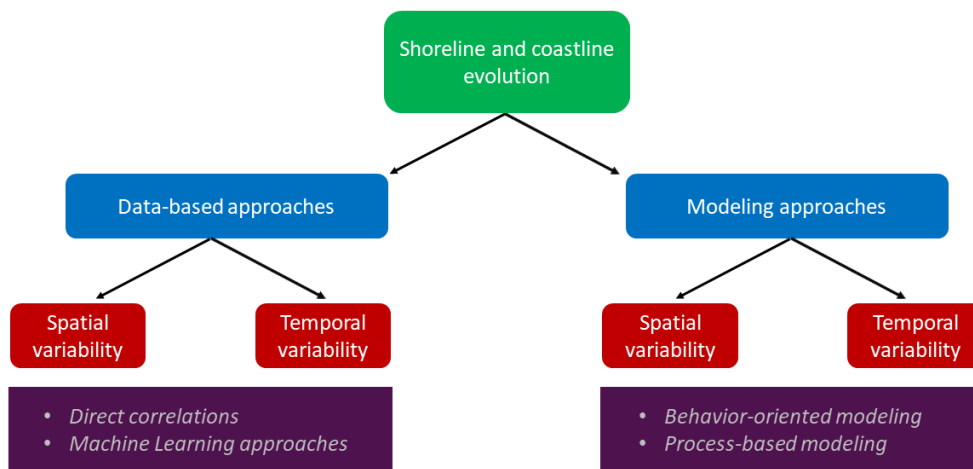 Shoreline and coastline
evolution
Data-based approaches
Modeling approaches
Spatial
variability
Temporal
variability
Spatial
variability
Temporal
variability
• Direct correlations
• Machine Learning approaches
• Behavior-oriented modeling
• Process-based modeling